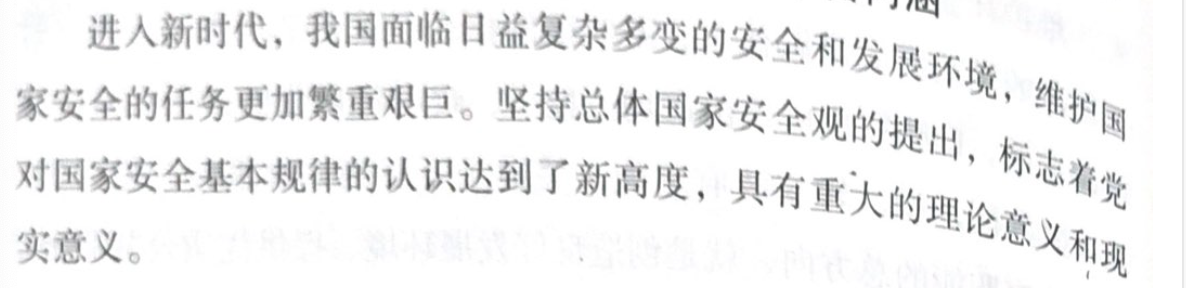 进入新时代，我国面临日益复杂多变的安全和发展环境，维护国
家安全的任务更加繁重艰巨。坚持总体国家安全观的提出，标志着党
对国家安全基本规律的认识达到了新高度，具有重大的理论意义和现
实意义。